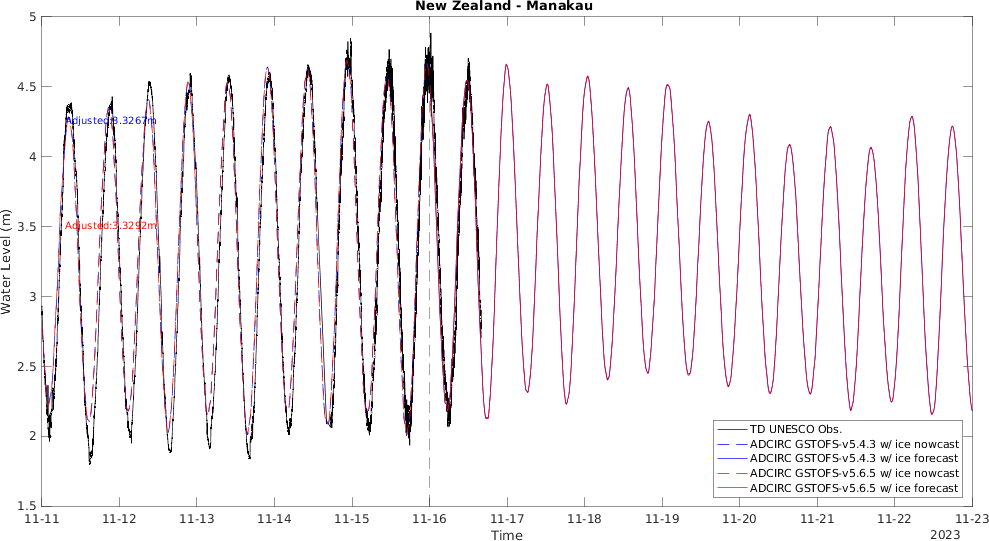 New Zealand - Manakau
5
4.5
4
3.5
3
2.5
2
1.5
Water Level (m)
Adjusted:3.3267m
Adjusted:3.3292m
TD UNESCO Obs.
ADCIRC GSTOFS-v5.4.3 w/ ice nowcast
ADCIRC GSTOFS-v5.4.3 w/ ice forecast
ADCIRC GSTOFS-v5.6.5 w/ ice nowcast
ADCIRC GSTOFS-v5.6.5 w/ ice forecast
11-11 11-12 11-13 11-14 11-15 11-16 11-17 11-18 11-19 11-20 11-21 11-22 11-23
Time
2023